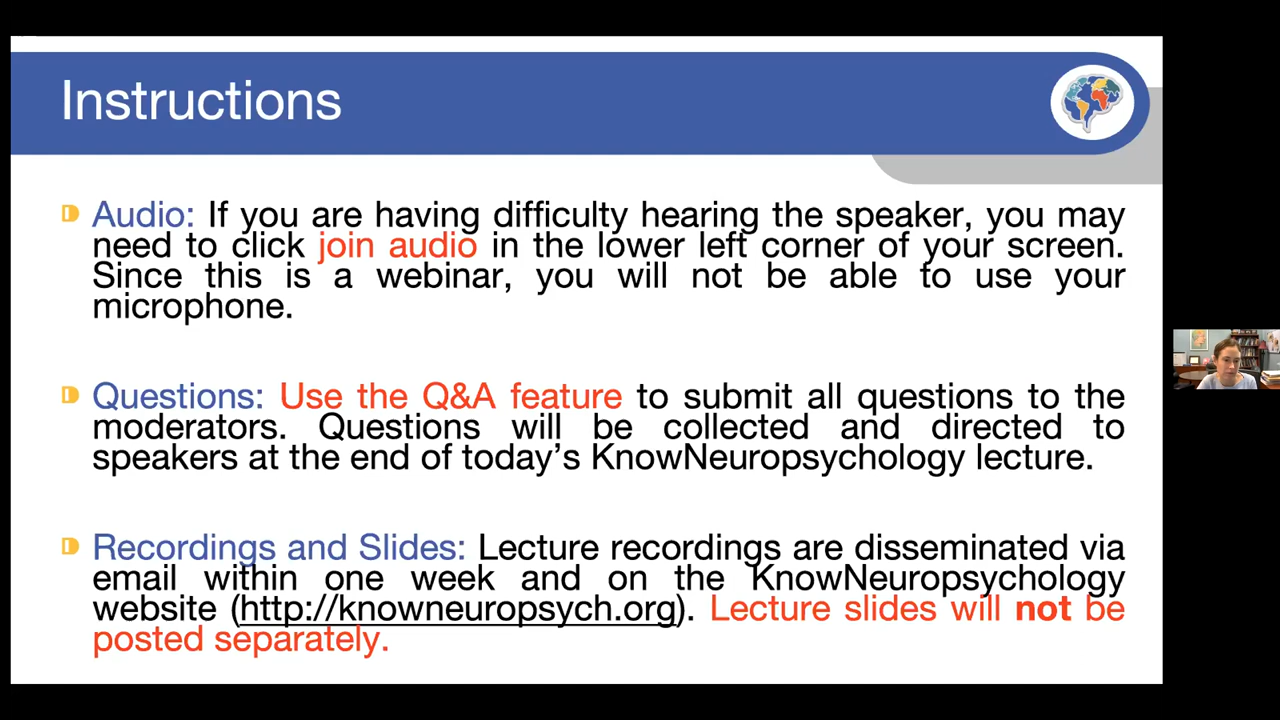 Instructions
Audio: If you are having difficulty hearing the speaker, you may
need to click join audio in the lower left corner of your screen.
Since this is a webinar, you will not be able to use your
microphone.
Questions: Use the Q&A feature to submit all questions to the
moderators. Questions will be collected and directed to
speakers at the end of today’s KnowNeuropsychology lecture.
Recordings and Slides: Lecture recordings are disseminated via
email within one week and on the KnowNeuropsychology
website (http://knowneuropsych.org). Lecture slides will not be
posted separately.